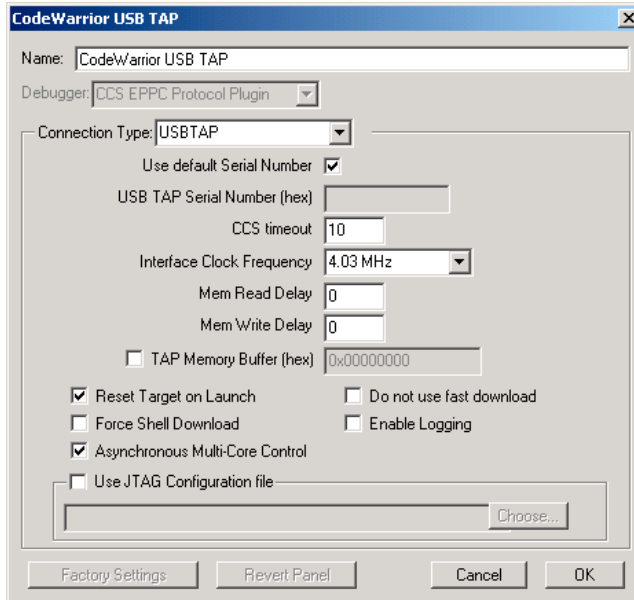 CodeWarrior USB TAP
Name: CodeWarrior USB TAP
Debugger: CCS EPPC Protocol Plugin
Connection Type: USBTAP
Use default Serial Number
USB TAP Serial Number (hex)
CCS timeout 10
Interface Clock Frequency 4.03 MHz
Mem Read Delay 0
Mem Write Delay 0
TAP Memory Buffer (hex) 0x00000000
Reset Target on Launch Do not use fast download
Force Shell Download Enable Logging
Asynchronous Multi-Core Control
Use JTAG Configuration file
Choose...
Factory Settings Revert Panel Cancel OK